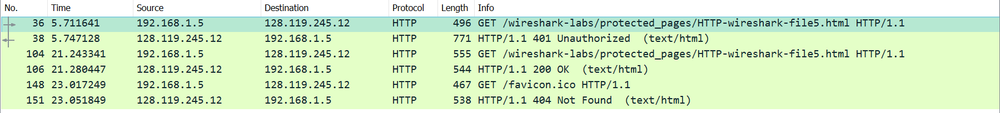 No. Time Source Destination Protocol Length Info
36 5.711641 192.168.1.5 128.119.245.12 HTTP 496 GET /wireshark-labs/protected_pages/HTTP-wireshark-file5.html HTTP/1.1
38 5.747128 128.119.245.12 192.168.1.5 HTTP 771 HTTP/1.1 401 Unauthorized (text/html)
104 21.243341 192.168.1.5 128.119.245.12 HTTP 555 GET /wireshark-labs/protected_pages/HTTP-wireshark-file5.html HTTP/1.1
106 21.280447 128.119.245.12 192.168.1.5 HTTP 544 HTTP/1.1 200 OK (text/html)
148 23.017249 192.168.1.5 128.119.245.12 HTTP 467 GET /favicon.ico HTTP/1.1
151 23.051849 128.119.245.12 192.168.1.5 HTTP 538 HTTP/1.1 404 Not Found (text/html)